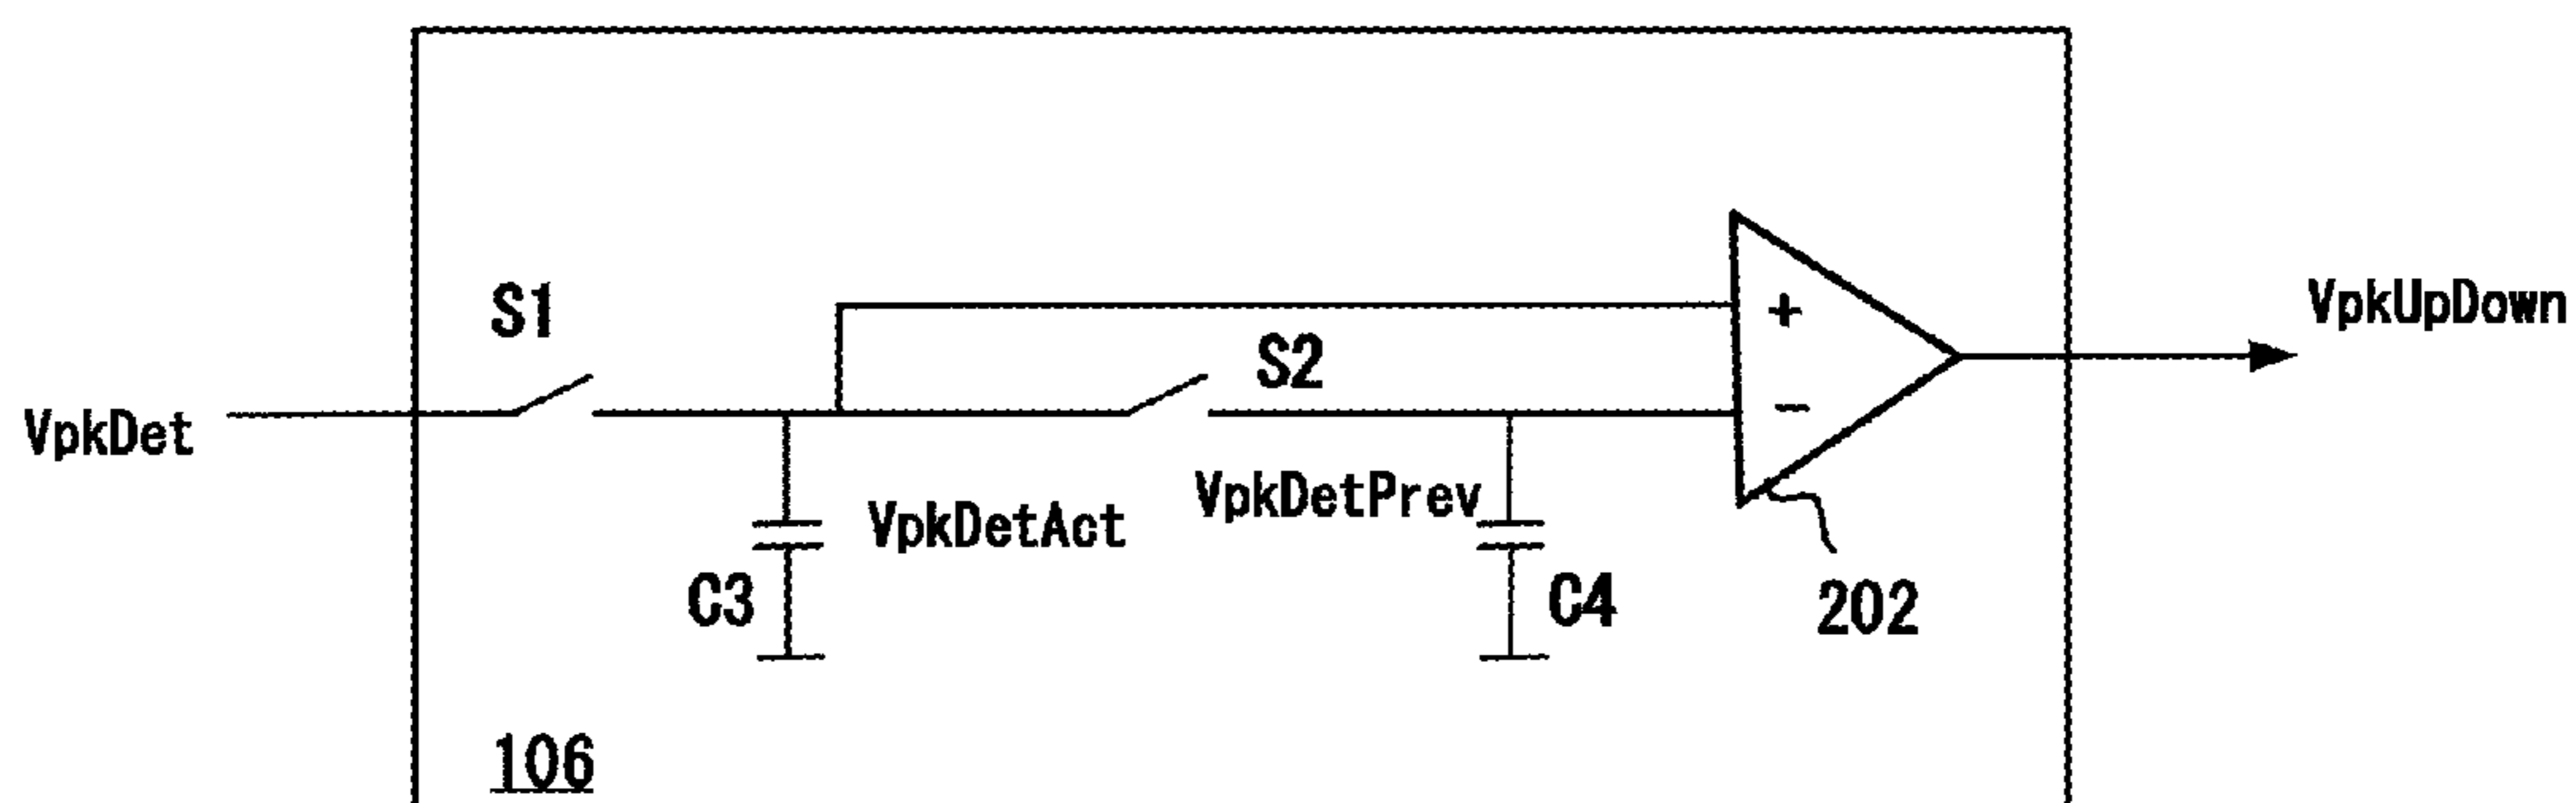 S1
S2
+
−
VpkUpDown
VpkDet
VpkDetAct
VpkDetPrev
C3
C4
202
106